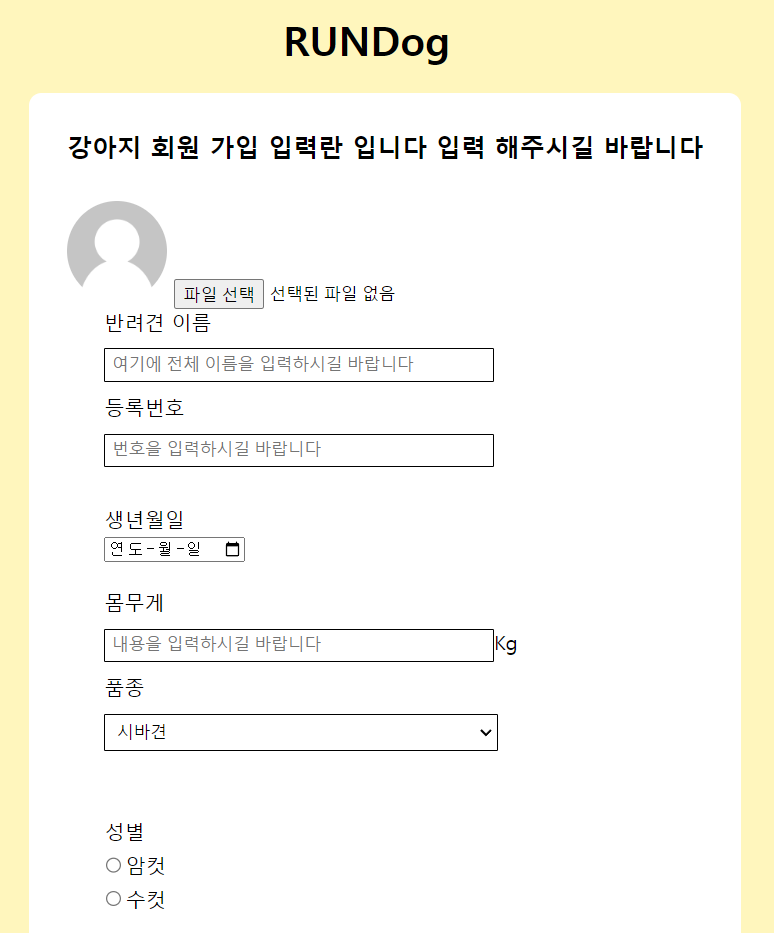 RUNDog
강아지 회원 가입 입력란 입니다 입력 해주시길 바랍니다
파일 선택 선택된 파일 없음
반려견 이름
여기에 전체 이름을 입력하시길 바랍니다
등록번호
번호을 입력하시길 바랍니다
생년월일
연도-월-일
몸무게
내용을 입력하시길 바랍니다 Kg
품종
시바견
성별
암컷
수컷